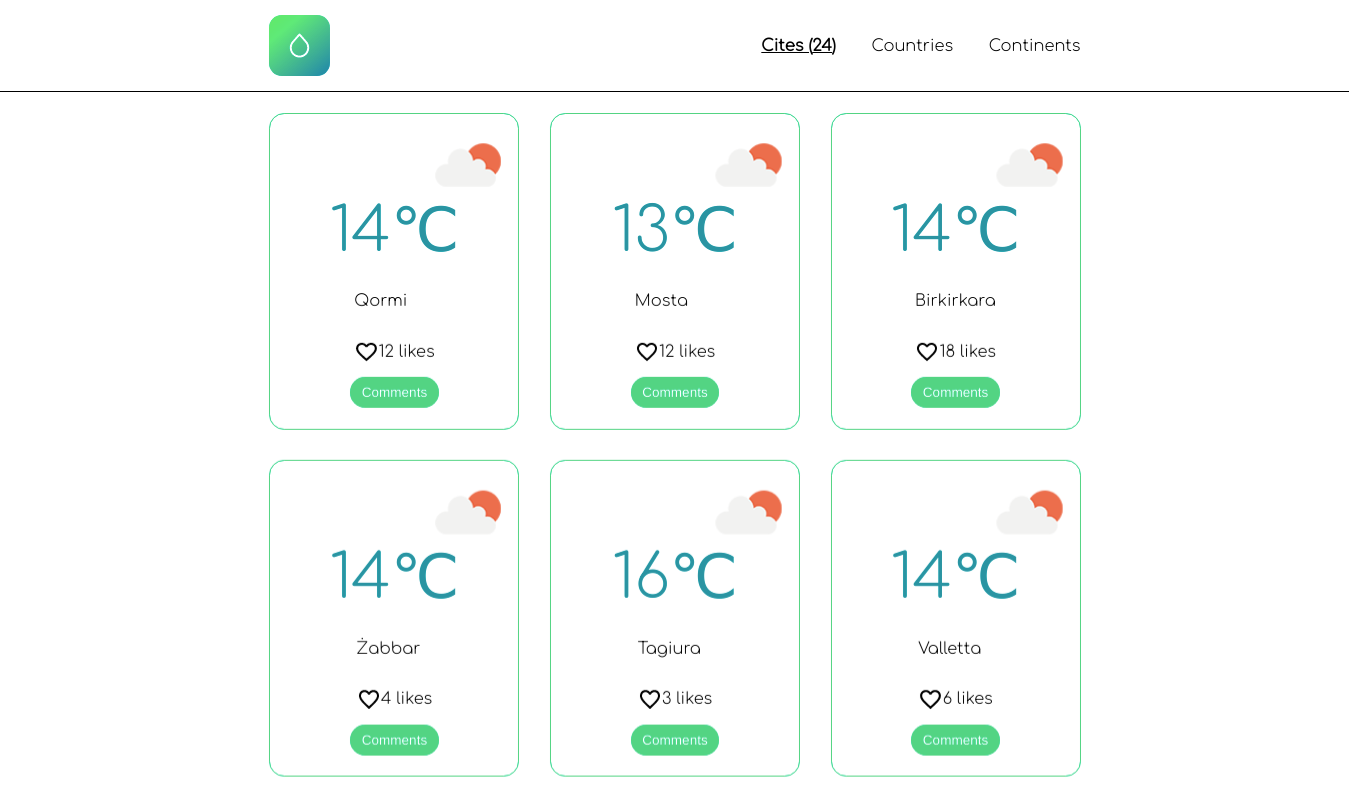 Cites (24) Countries Continents
14 °C 13 °C 14 °C
Qormi Mosta Birkirkara
12 likes 12 likes 18 likes
Comments Comments Comments
14 °C 16 °C 14 °C
Żabbar Tagiura Valletta
4 likes 3 likes 6 likes
Comments Comments Comments